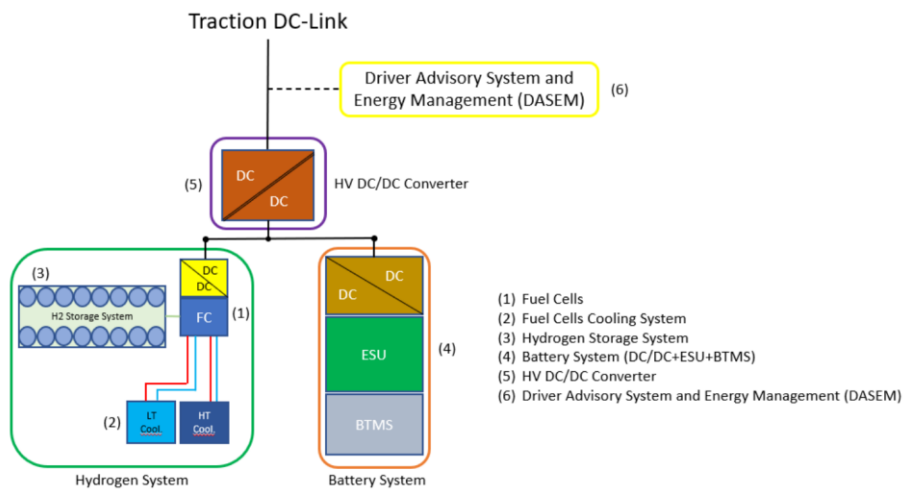 Traction DC-Link
Driver Advisory System and
Energy Management (DASEM)
(6)
(5)
DC
DC
HV DC/DC Converter
(3)
H2 Storage System
DC
DC
FC
(1)
(2)
LT
Cool.
HT
Cool.
Hydrogen System
DC
DC
ESU
(4)
BTMS
Battery System
(1) Fuel Cells
(2) Fuel Cells Cooling System
(3) Hydrogen Storage System
(4) Battery System (DC/DC+ESU+BTMS)
(5) HV DC/DC Converter
(6) Driver Advisory System and Energy Management (DASEM)